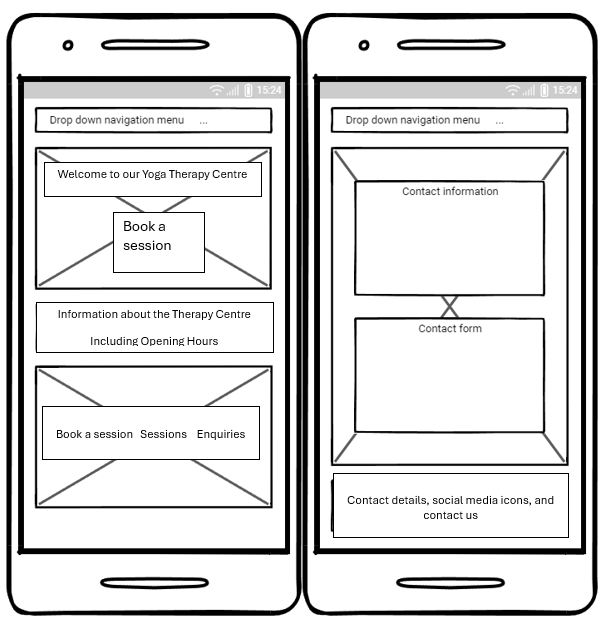 15:24
Drop down navigation menu ...
Welcome to our Yoga Therapy Centre
Book a
session
Information about the Therapy Centre
Including Opening Hours
Book a session Sessions Enquiries
15:24
Drop down navigation menu ...
Contact information
Contact form
Contact details, social media icons, and
contact us